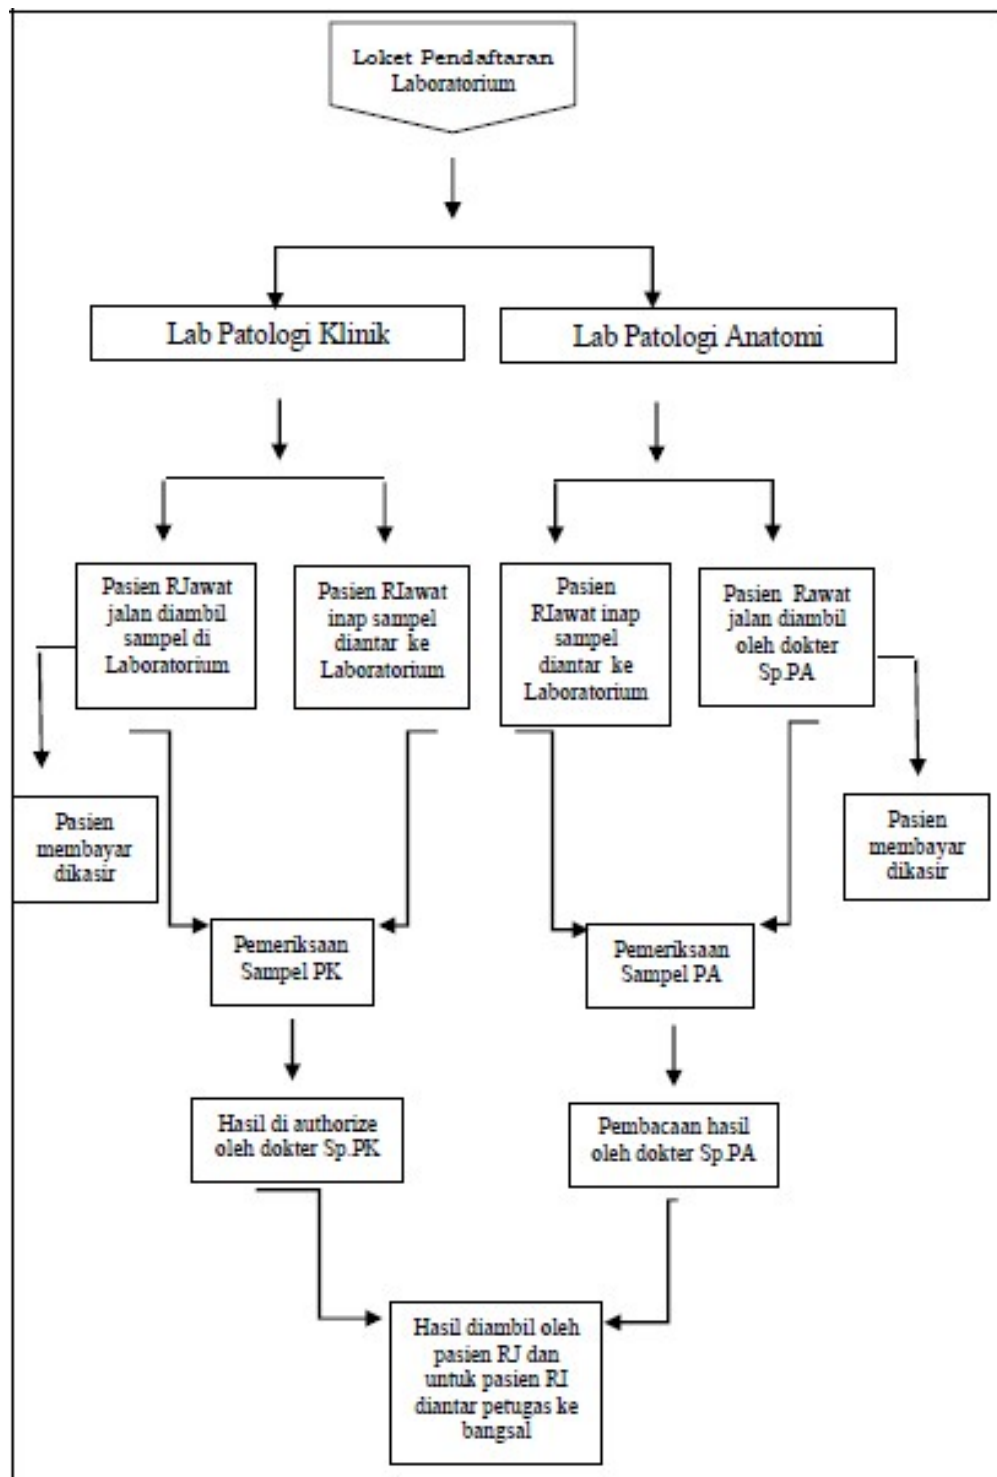 Loket Pendaftaran
Laboratorium
Lab Patologi Klinik
Lab Patologi Anatomi
Pasien RJawat
jalan diambil
sampel di
Laboratorium
Pasien RIawat
inap sampel
diantar ke
Laboratorium
Pasien
RIawat inap
sampel
diantar ke
Laboratorium
Pasien Rawat
jalan diambil
oleh dokter
Sp.PA
Pasien
membayar
dikasir
Pasien
membayar
dikasir
Pemeriksaan
Sampel PK
Pemeriksaan
Sampel PA
Hasil di authorize
oleh dokter Sp.PK
Pembacaan hasil
oleh dokter Sp.PA
Hasil diambil oleh
pasien RJ dan
untuk pasien RI
diantar petugas ke
bangsal